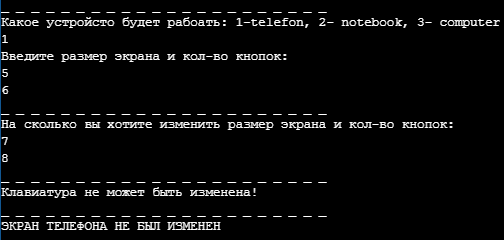 _ _ _ _ _ _ _ _ _ _ _ _ _ _ _ _ _ _ _ _ _ _ _ _
Какое устройсто будет рабоать: 1-telefon, 2- notebook, 3- computer
1
Введите размер экрана и кол-во кнопок:
5
6
_ _ _ _ _ _ _ _ _ _ _ _ _ _ _ _ _ _ _ _ _ _ _ _
На сколько вы хотите изменить размер экрана и кол-во кнопок:
7
8
_ _ _ _ _ _ _ _ _ _ _ _ _ _ _ _ _ _ _ _ _ _ _ _
Клавиатура не может быть изменена!
_ _ _ _ _ _ _ _ _ _ _ _ _ _ _ _ _ _ _ _ _ _ _ _
ЭКРАН ТЕЛЕФОНА НЕ БЫЛ ИЗМЕНЕН